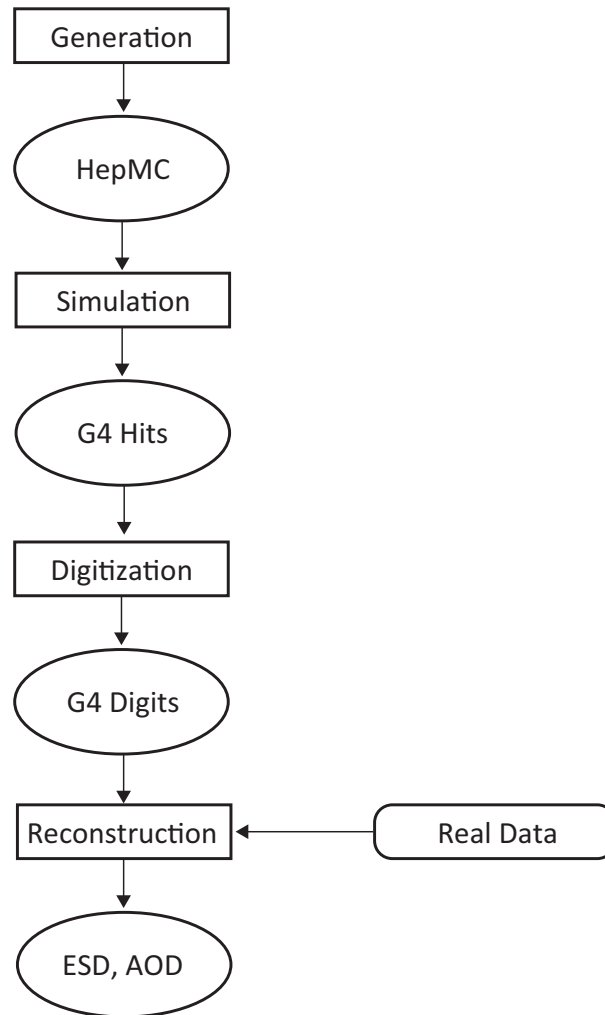 Generation
HepMC
Simulation
G4 Hits
Digitization
G4 Digits
Reconstruction
Real Data
ESD, AOD